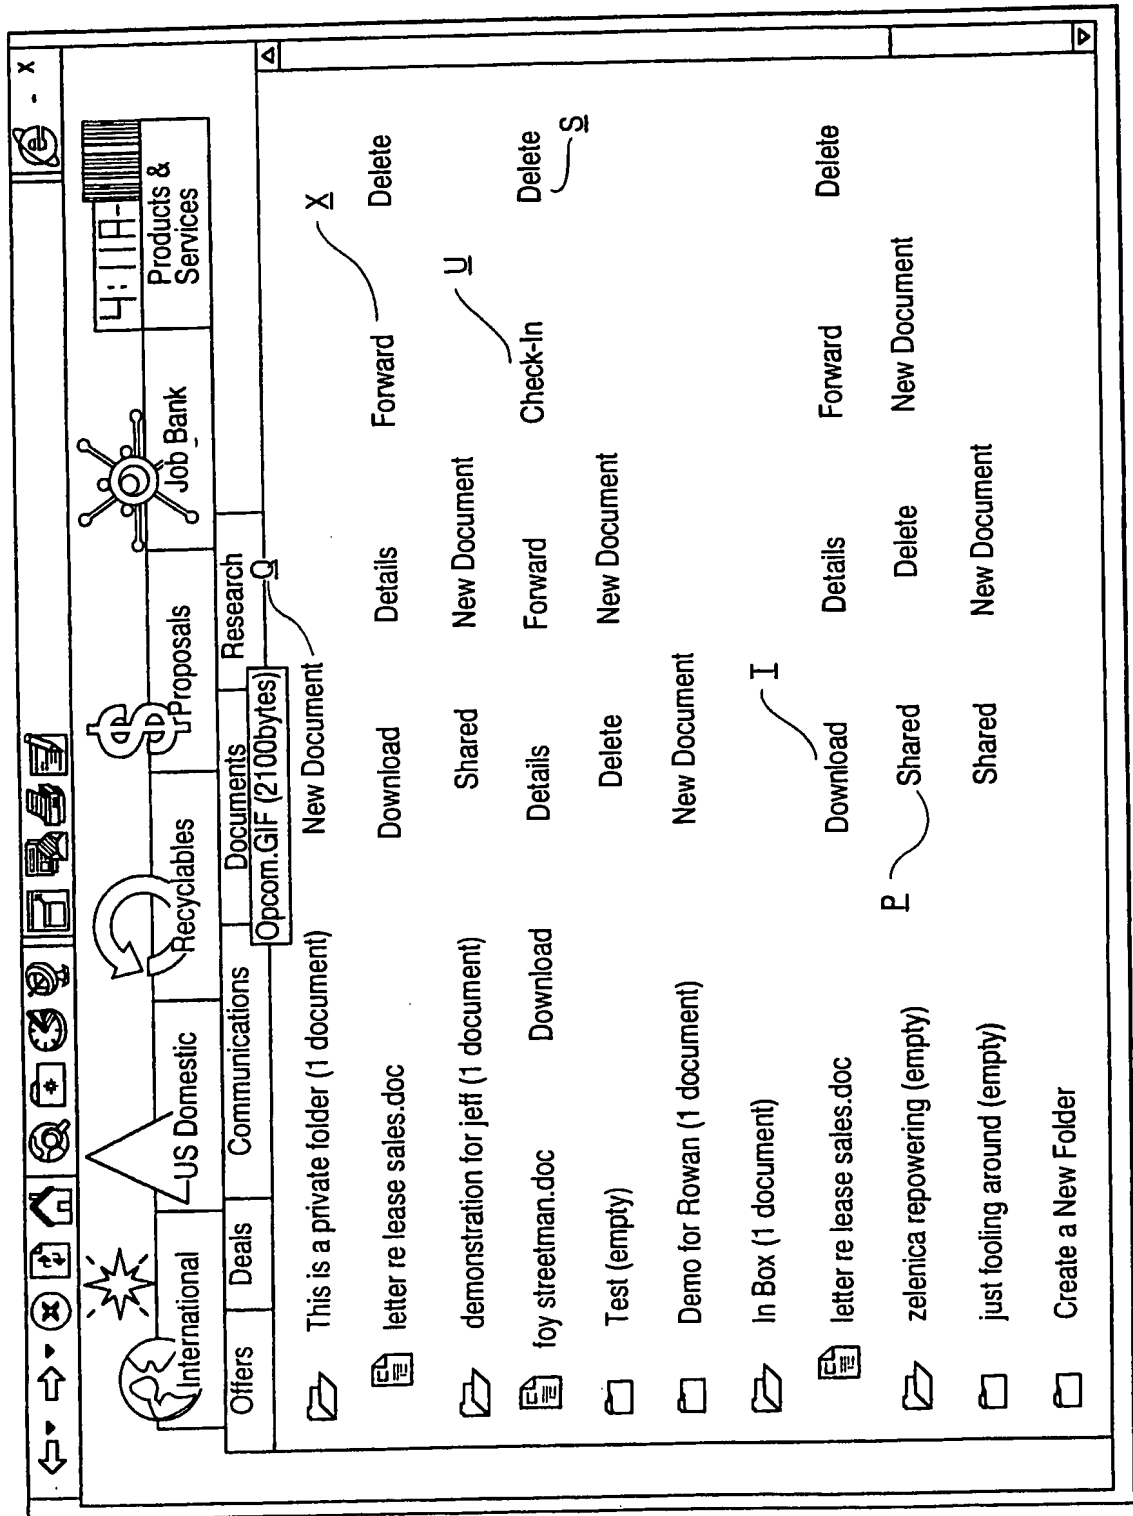 - x
4:11A-
International US Domestic Recyclables Proposals Job Bank Products & Services
Offers Deals Communications Documents Research
Opcom.GIF (2100bytes)
Q
This is a private folder (1 document) New Document
X
letter re lease sales.doc Download Details Forward Delete
U
demonstration for jeff (1 document) Shared New Document
foy streetman.doc Download Details Forward Check-In Delete
S
Test (empty) Delete New Document
Demo for Rowan (1 document) New Document
I
In Box (1 document)
letter re lease sales.doc Download Details Forward Delete
P
zelenica repowering (empty) Shared Delete New Document
just fooling around (empty) Shared New Document
Create a New Folder